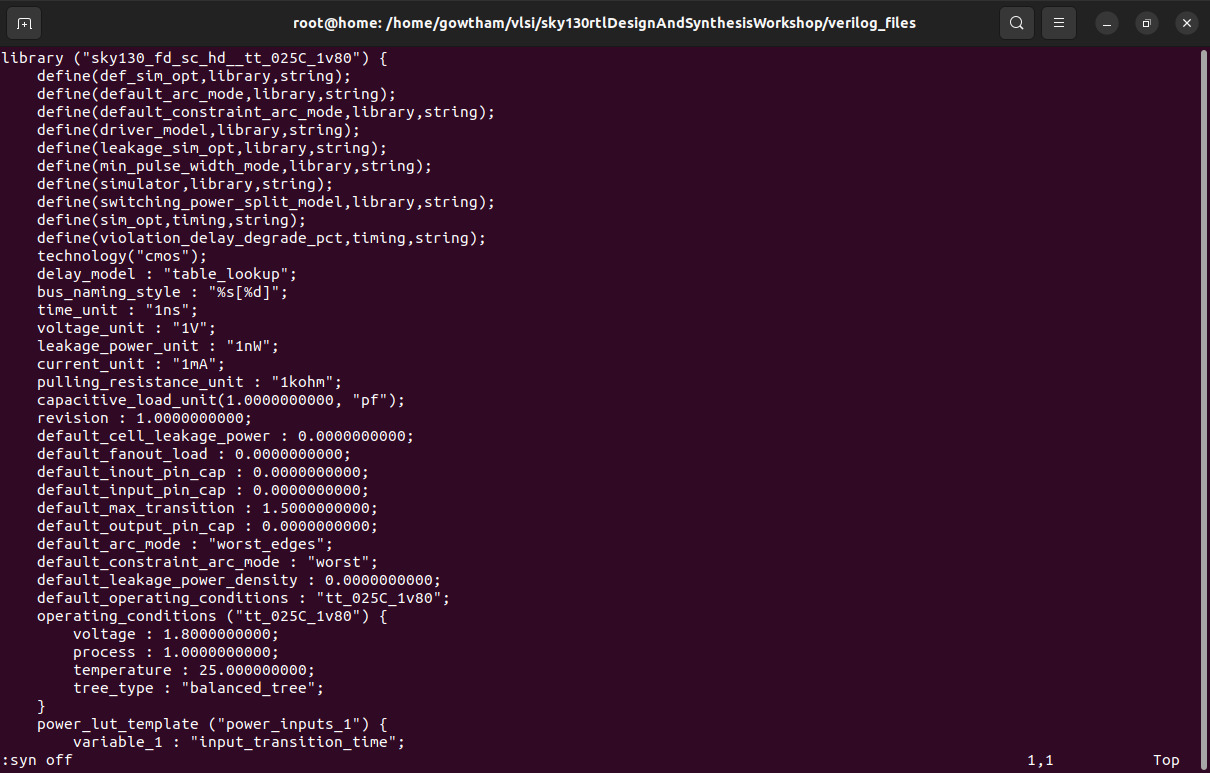 root@home: /home/gowtham/vlsi/sky130rtlDesignAndSynthesisWorkshop/verilog_files
library ("sky130_fd_sc_hd__tt_025C_1v80") {
    define(def_sim_opt,library,string);
    define(default_arc_mode,library,string);
    define(default_constraint_arc_mode,library,string);
    define(driver_model,library,string);
    define(leakage_sim_opt,library,string);
    define(min_pulse_width_mode,library,string);
    define(simulator,library,string);
    define(switching_power_split_model,library,string);
    define(sim_opt,timing,string);
    define(violation_delay_degrade_pct,timing,string);
    technology("cmos");
    delay_model : "table_lookup";
    bus_naming_style : "%s[%d]";
    time_unit : "1ns";
    voltage_unit : "1V";
    leakage_power_unit : "1nW";
    current_unit : "1mA";
    pulling_resistance_unit : "1kohm";
    capacitive_load_unit(1.0000000000, "pf");
    revision : 1.0000000000;
    default_cell_leakage_power : 0.0000000000;
    default_fanout_load : 0.0000000000;
    default_inout_pin_cap : 0.0000000000;
    default_input_pin_cap : 0.0000000000;
    default_max_transition : 1.5000000000;
    default_output_pin_cap : 0.0000000000;
    default_arc_mode : "worst_edges";
    default_constraint_arc_mode : "worst";
    default_leakage_power_density : 0.0000000000;
    default_operating_conditions : "tt_025C_1v80";
    operating_conditions ("tt_025C_1v80") {
        voltage : 1.8000000000;
        process : 1.0000000000;
        temperature : 25.000000000;
        tree_type : "balanced_tree";
    }
    power_lut_template ("power_inputs_1") {
        variable_1 : "input_transition_time";
:syn off 1,1 Top